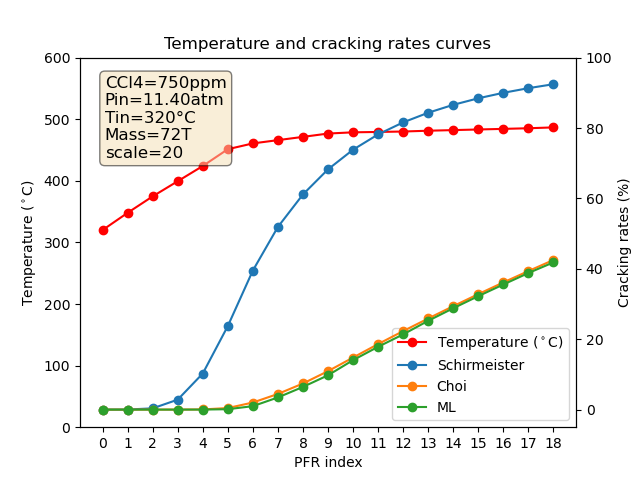 Temperature and cracking rates curves
CCl4=750ppm
Pin=11.40atm
Tin=320°C
Mass=72T
scale=20
600
500
400
300
200
100
0
Temperature (°C)
100
80
60
40
20
0
Cracking rates (%)
Temperature (°C)
Schirmeister
Choi
ML
0 1 2 3 4 5 6 7 8 9 10 11 12 13 14 15 16 17 18
PFR index